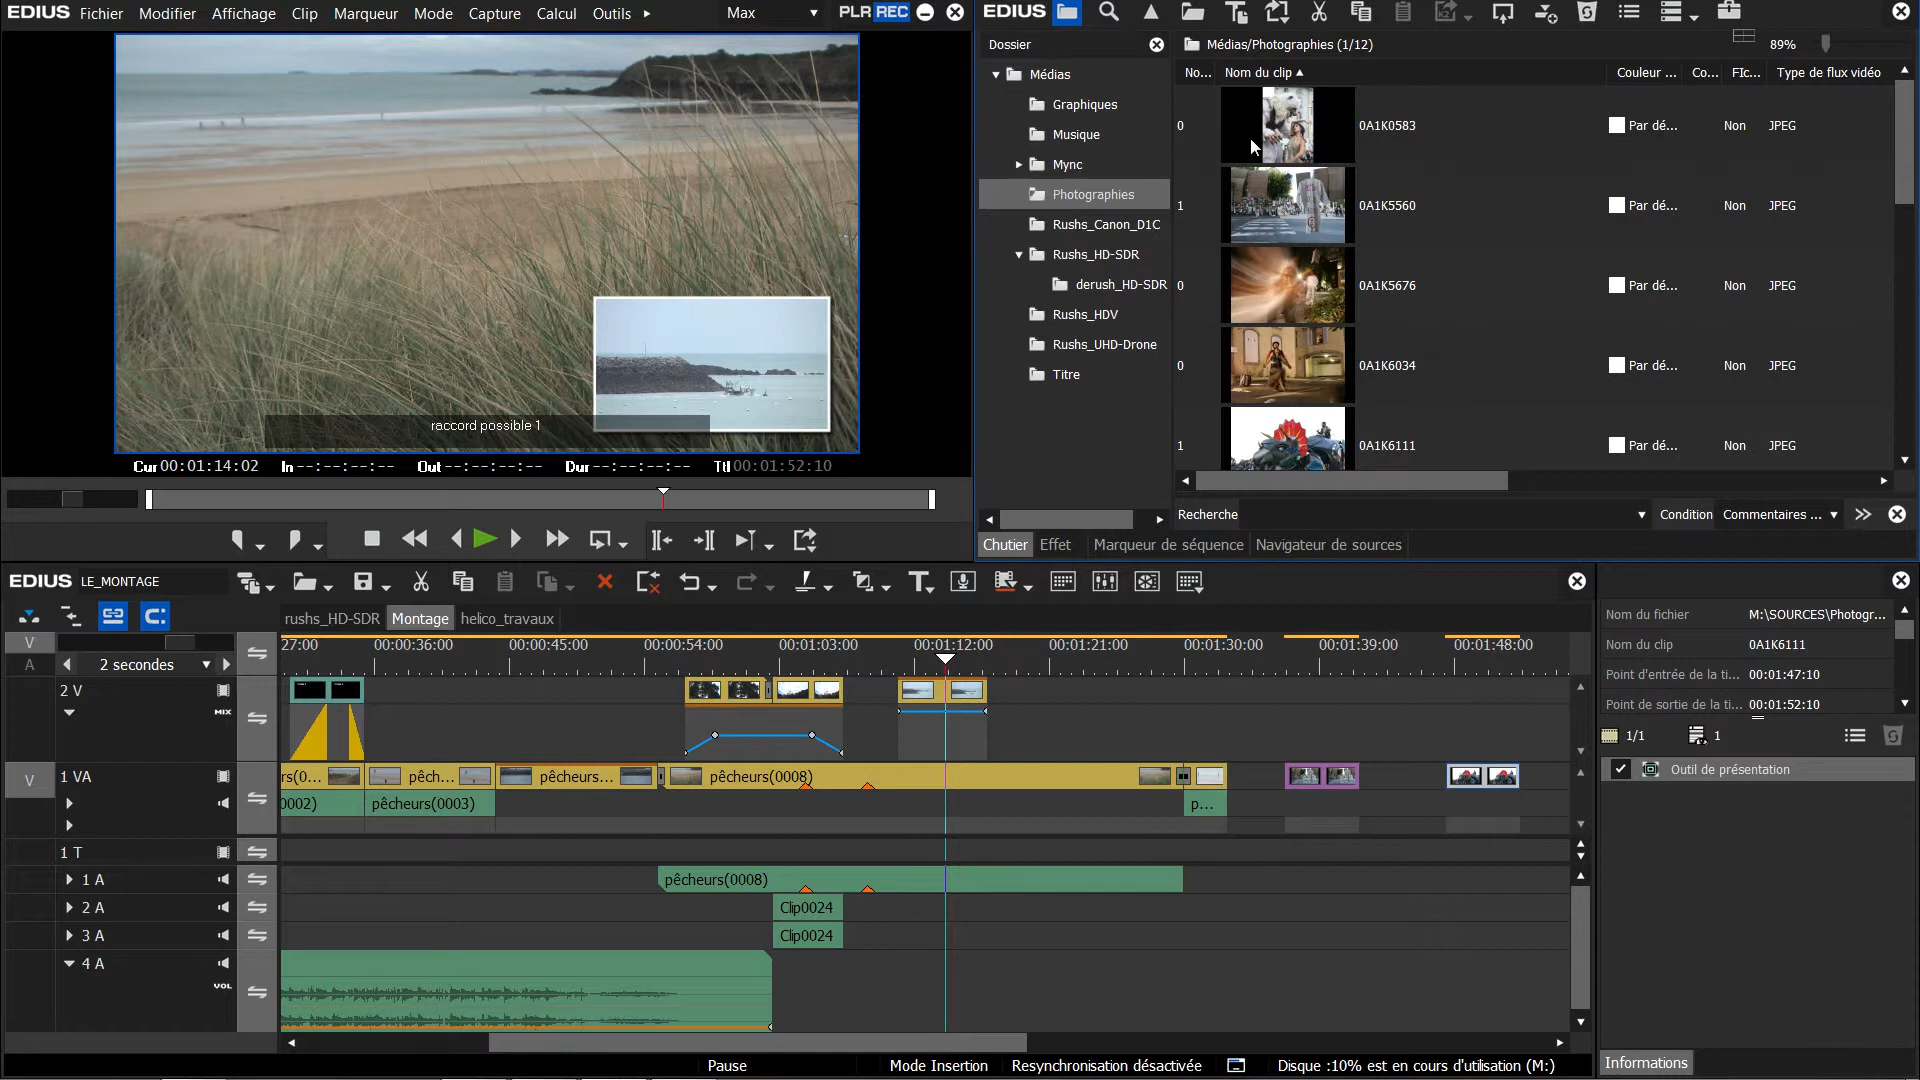 EDIUS Fichier Modifier Affichage Clip Marqueur Mode Capture Calcul Outils Max PLR REC
raccord possible 1
Cur 00:01:14:02 In --:--:--:-- Out --:--:--:-- Dur --:--:--:-- Ttl 00:01:52:10
EDIUS
Dossier
Médias/Photographies (1/12)
89%
Médias
Graphiques
Musique
Mync
Photographies
Rushs_Canon_D1C
Rushs_HD-SDR
derush_HD-SDR
Rushs_HDV
Rushs_UHD-Drone
Titre
No... Nom du clip Couleur ... Co... FIc... Type de flux vidéo
0 0A1K0583 Par dé... Non JPEG
1 0A1K5560 Par dé... Non JPEG
0 0A1K5676 Par dé... Non JPEG
0 0A1K6034 Par dé... Non JPEG
1 0A1K6111 Par dé... Non JPEG
Recherche Condition Commentaires ...
Chutier Effet Marqueur de séquence Navigateur de sources
EDIUS LE_MONTAGE
rushs_HD-SDR Montage helico_travaux
V
A 2 secondes
27:00 00:00:36:00 00:00:45:00 00:00:54:00 00:01:03:00 00:01:12:00 00:01:21:00 00:01:30:00 00:01:39:00 00:01:48:00
2 V
MIX
V 1 VA
rs(0... pêch... pêcheurs... pêcheurs(0008)
0002) pêcheurs(0003) p...
1 T
1 A pêcheurs(0008)
2 A Clip0024
3 A Clip0024
4 A
VOL
Pause Mode Insertion Resynchronisation désactivée Disque :10% est en cours d'utilisation (M:)
Nom du fichier M:\SOURCES\Photogr...
Nom du clip 0A1K6111
Point d'entrée de la ti... 00:01:47:10
Point de sortie de la ti... 00:01:52:10
1/1 1
Outil de présentation
Informations